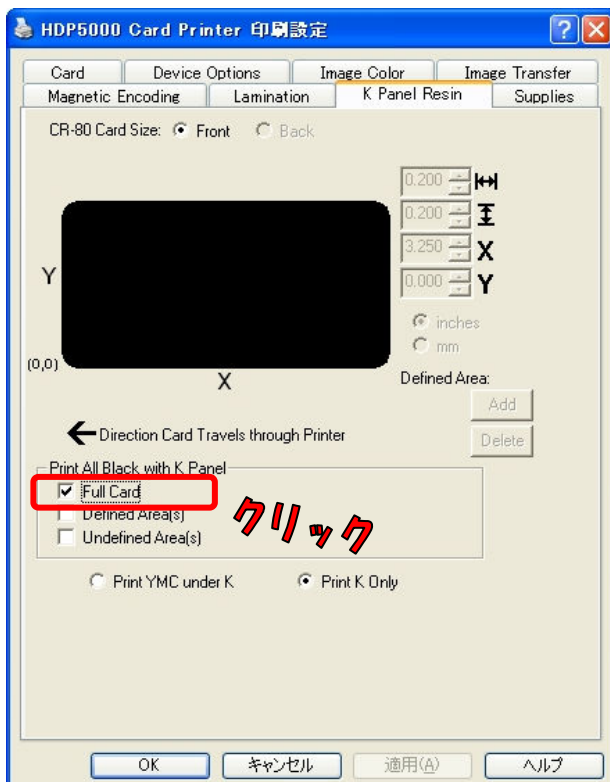 HDP5000 Card Printer 印刷設定
Card Device Options Image Color Image Transfer
Magnetic Encoding Lamination K Panel Resin Supplies
CR-80 Card Size: Front Back
0.200
0.200
3.250 X
0.000 Y
Y
inches
mm
(0,0)
X
Defined Area:
Add
Direction Card Travels through Printer
Delete
Print All Black with K Panel
Full Card
Defined Area(s)
クリック
Undefined Area(s)
Print YMC under K Print K Only
OK キャンセル 適用(A) ヘルプ